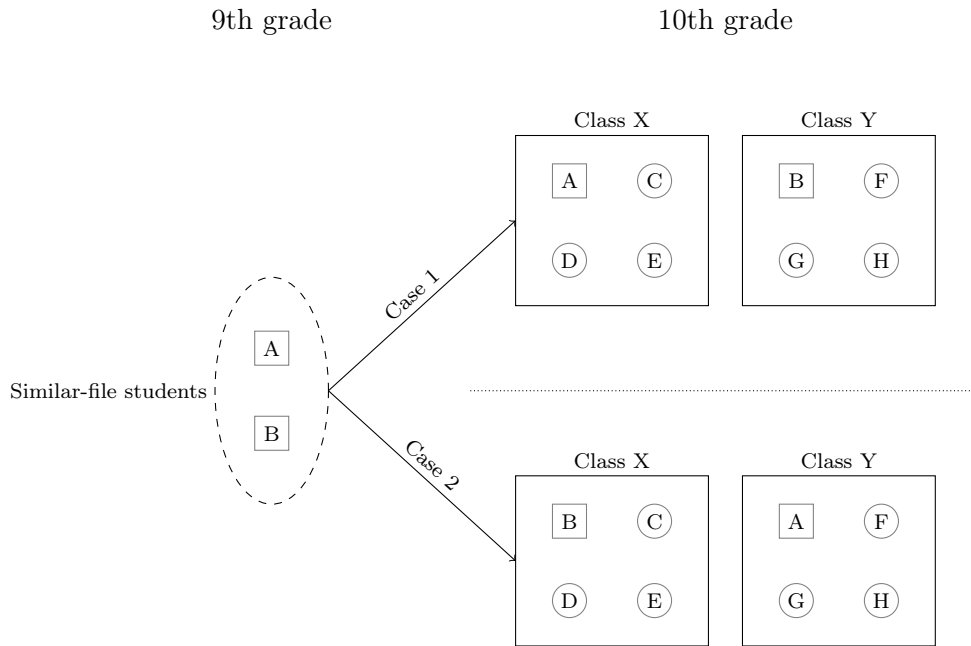 9th grade
10th grade
Class X
Class Y
A
C
B
F
D
E
G
H
Case 1
A
Similar-file students
B
Case 2
Class X
Class Y
B
C
A
F
D
E
G
H